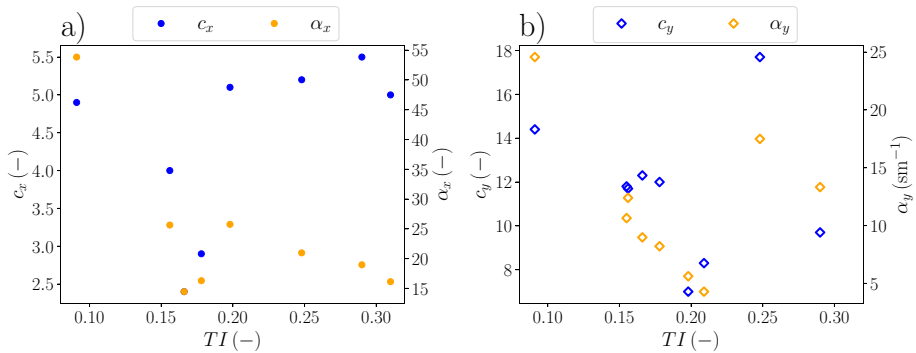 a)
c_x α_x
5.5
5.0
4.5
4.0
3.5
3.0
2.5
c_x (−)
55
50
45
40
35
30
25
20
15
α_x (−)
0.10 0.15 0.20 0.25 0.30
TI (−)
b)
c_y α_y
18
16
14
12
10
8
c_y (−)
25
20
15
10
5
α_y (sm⁻¹)
0.10 0.15 0.20 0.25 0.30
TI (−)